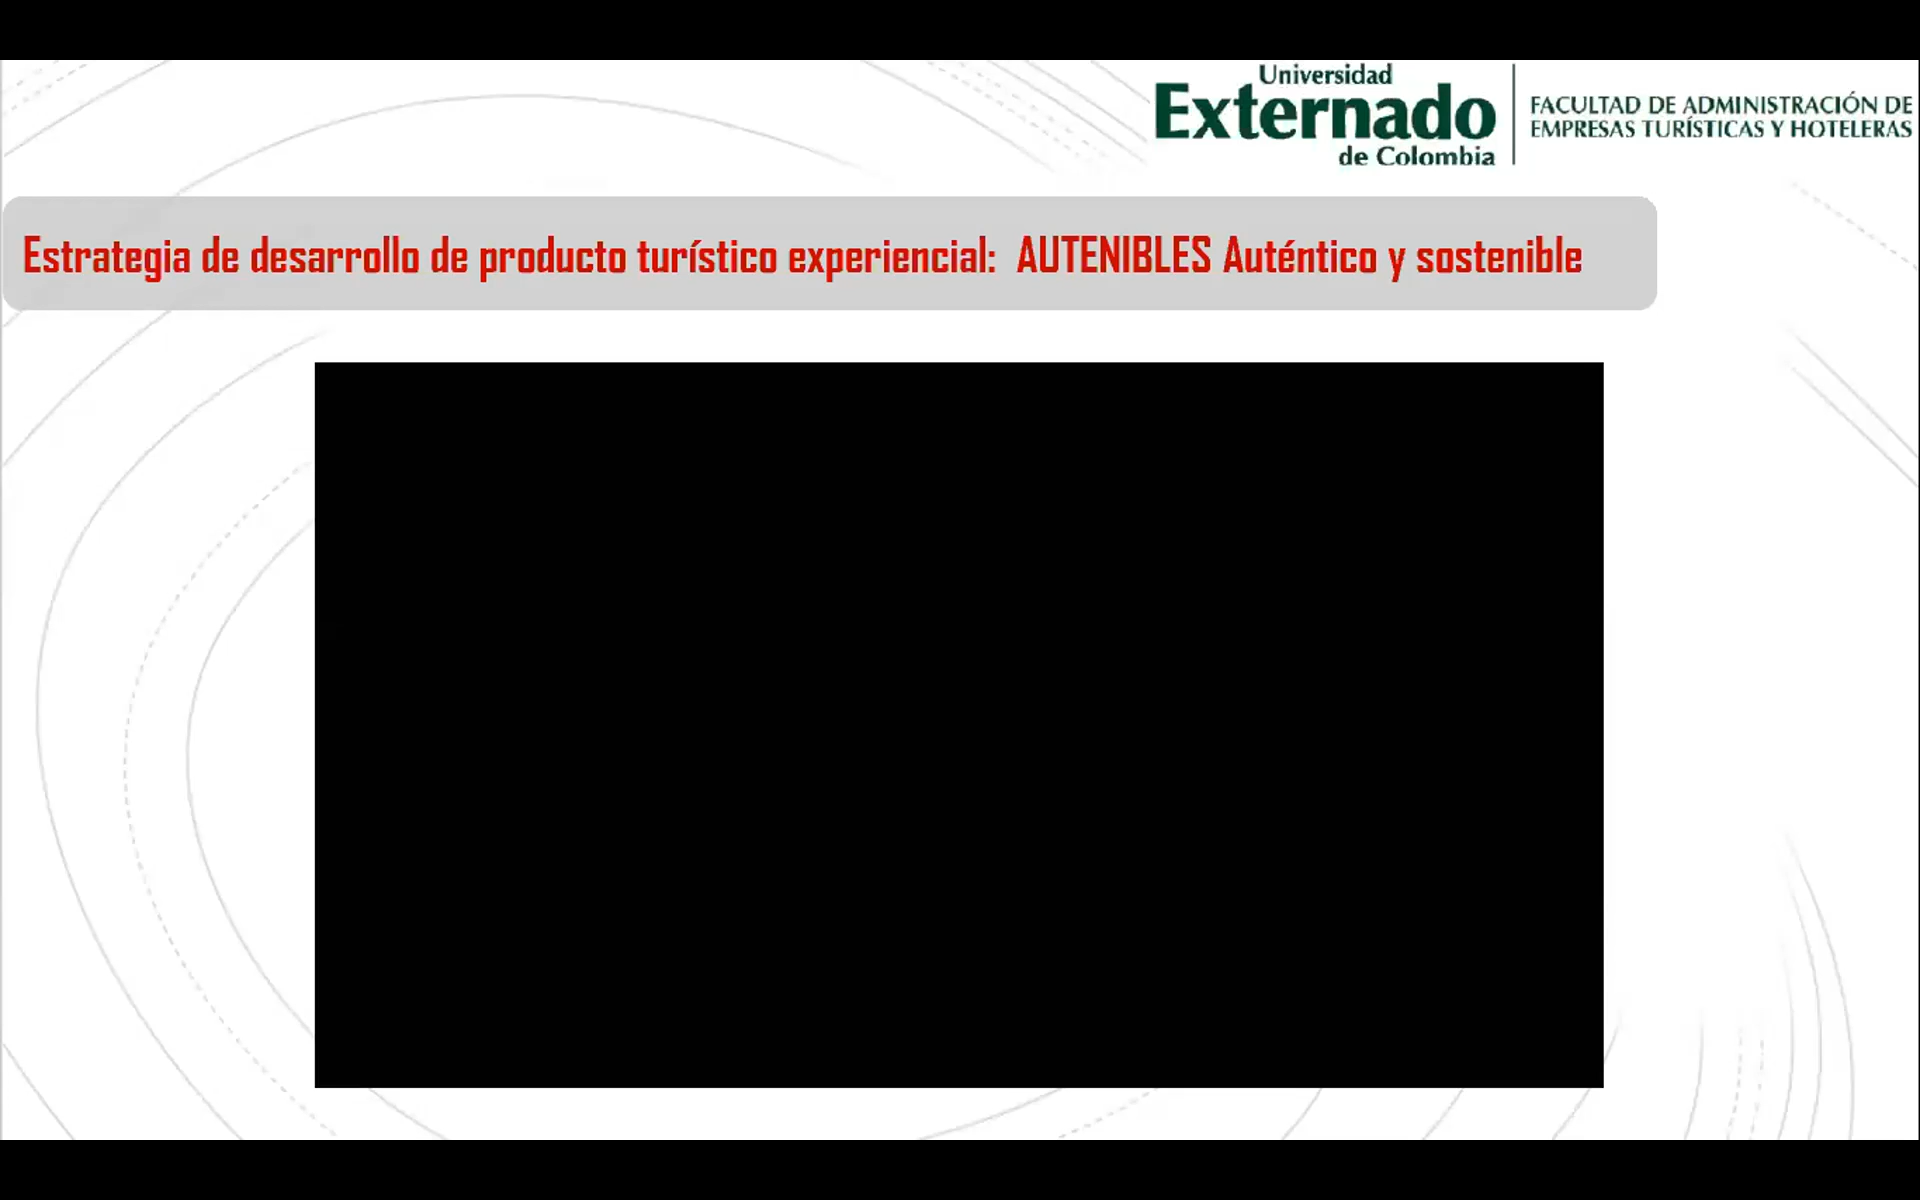 Universidad
Externado
de Colombia
FACULTAD DE ADMINISTRACIÓN DE
EMPRESAS TURÍSTICAS Y HOTELERAS
Estrategia de desarrollo de producto turístico experiencial: AUTENIBLES Auténtico y sostenible